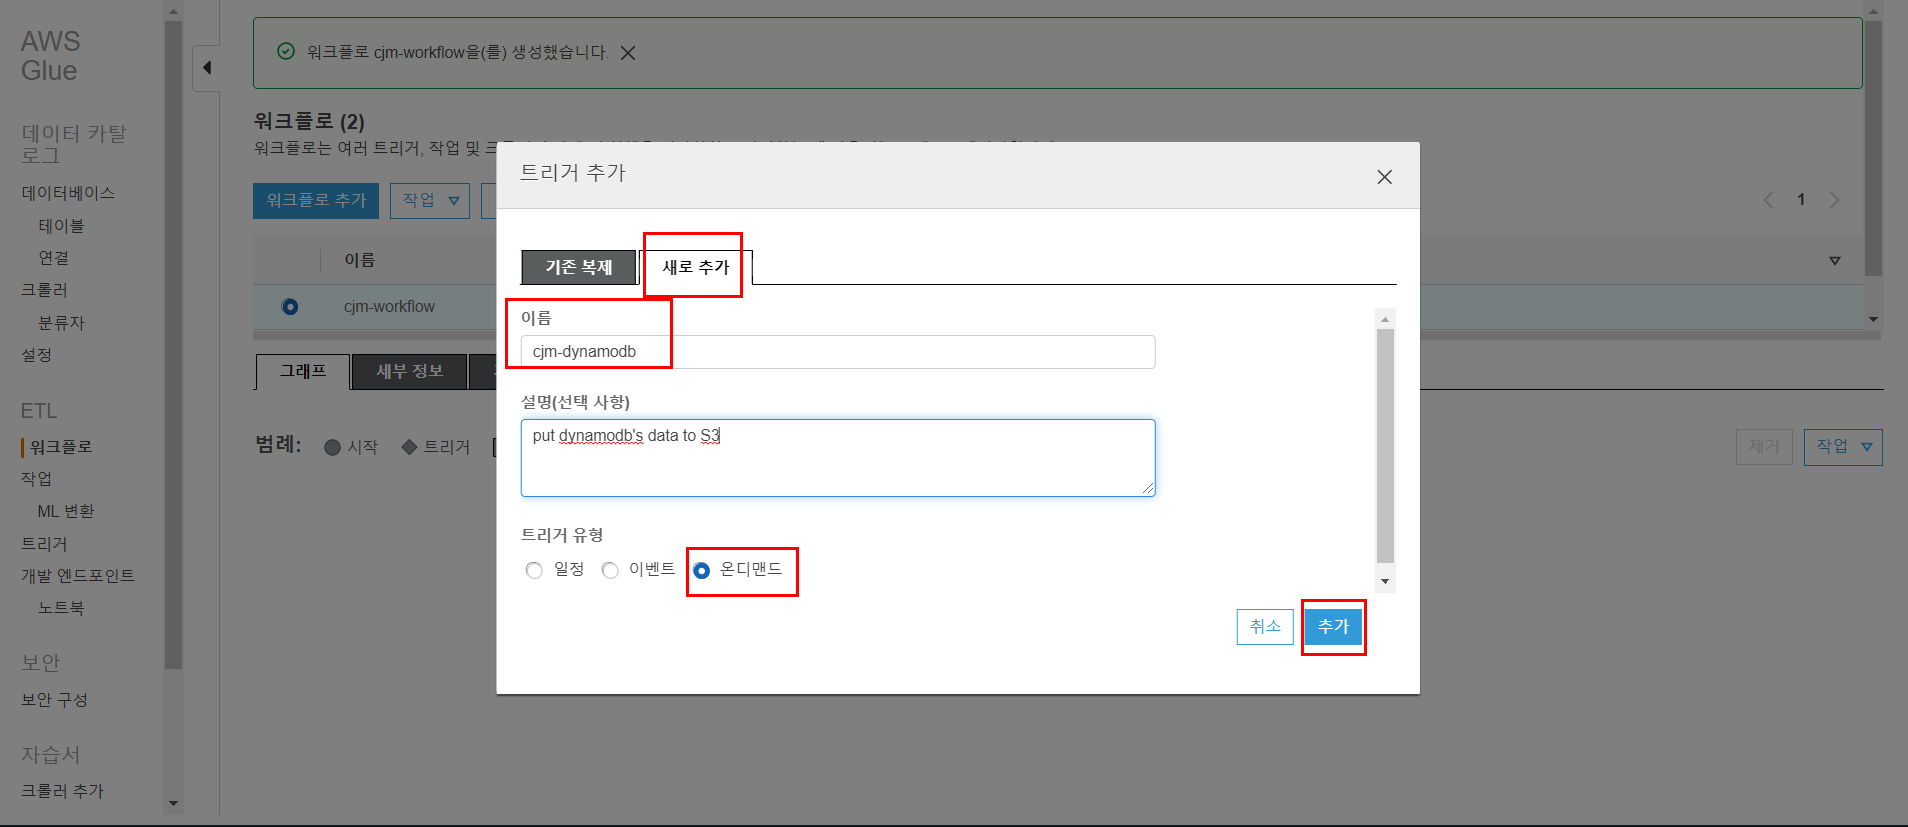 AWS
Glue
데이터 카탈
로그
데이터베이스
테이블
연결
크롤러
분류자
설정
ETL
워크플로
작업
ML 변환
트리거
개발 엔드포인트
노트북
보안
보안 구성
자습서
크롤러 추가
워크플로 cjm-workflow을(를) 생성했습니다.
워크플로 (2)
워크플로는 여러 트리거, 작업 및
워크플로 추가 작업
1
이름
cjm-workflow
그래프 세부 정보
범례: 시작 트리거
제거 작업
트리거 추가
기존 복제 새로 추가
이름
cjm-dynamodb
설명(선택 사항)
put dynamodb's data to S3
트리거 유형
일정 이벤트 온디맨드
취소 추가